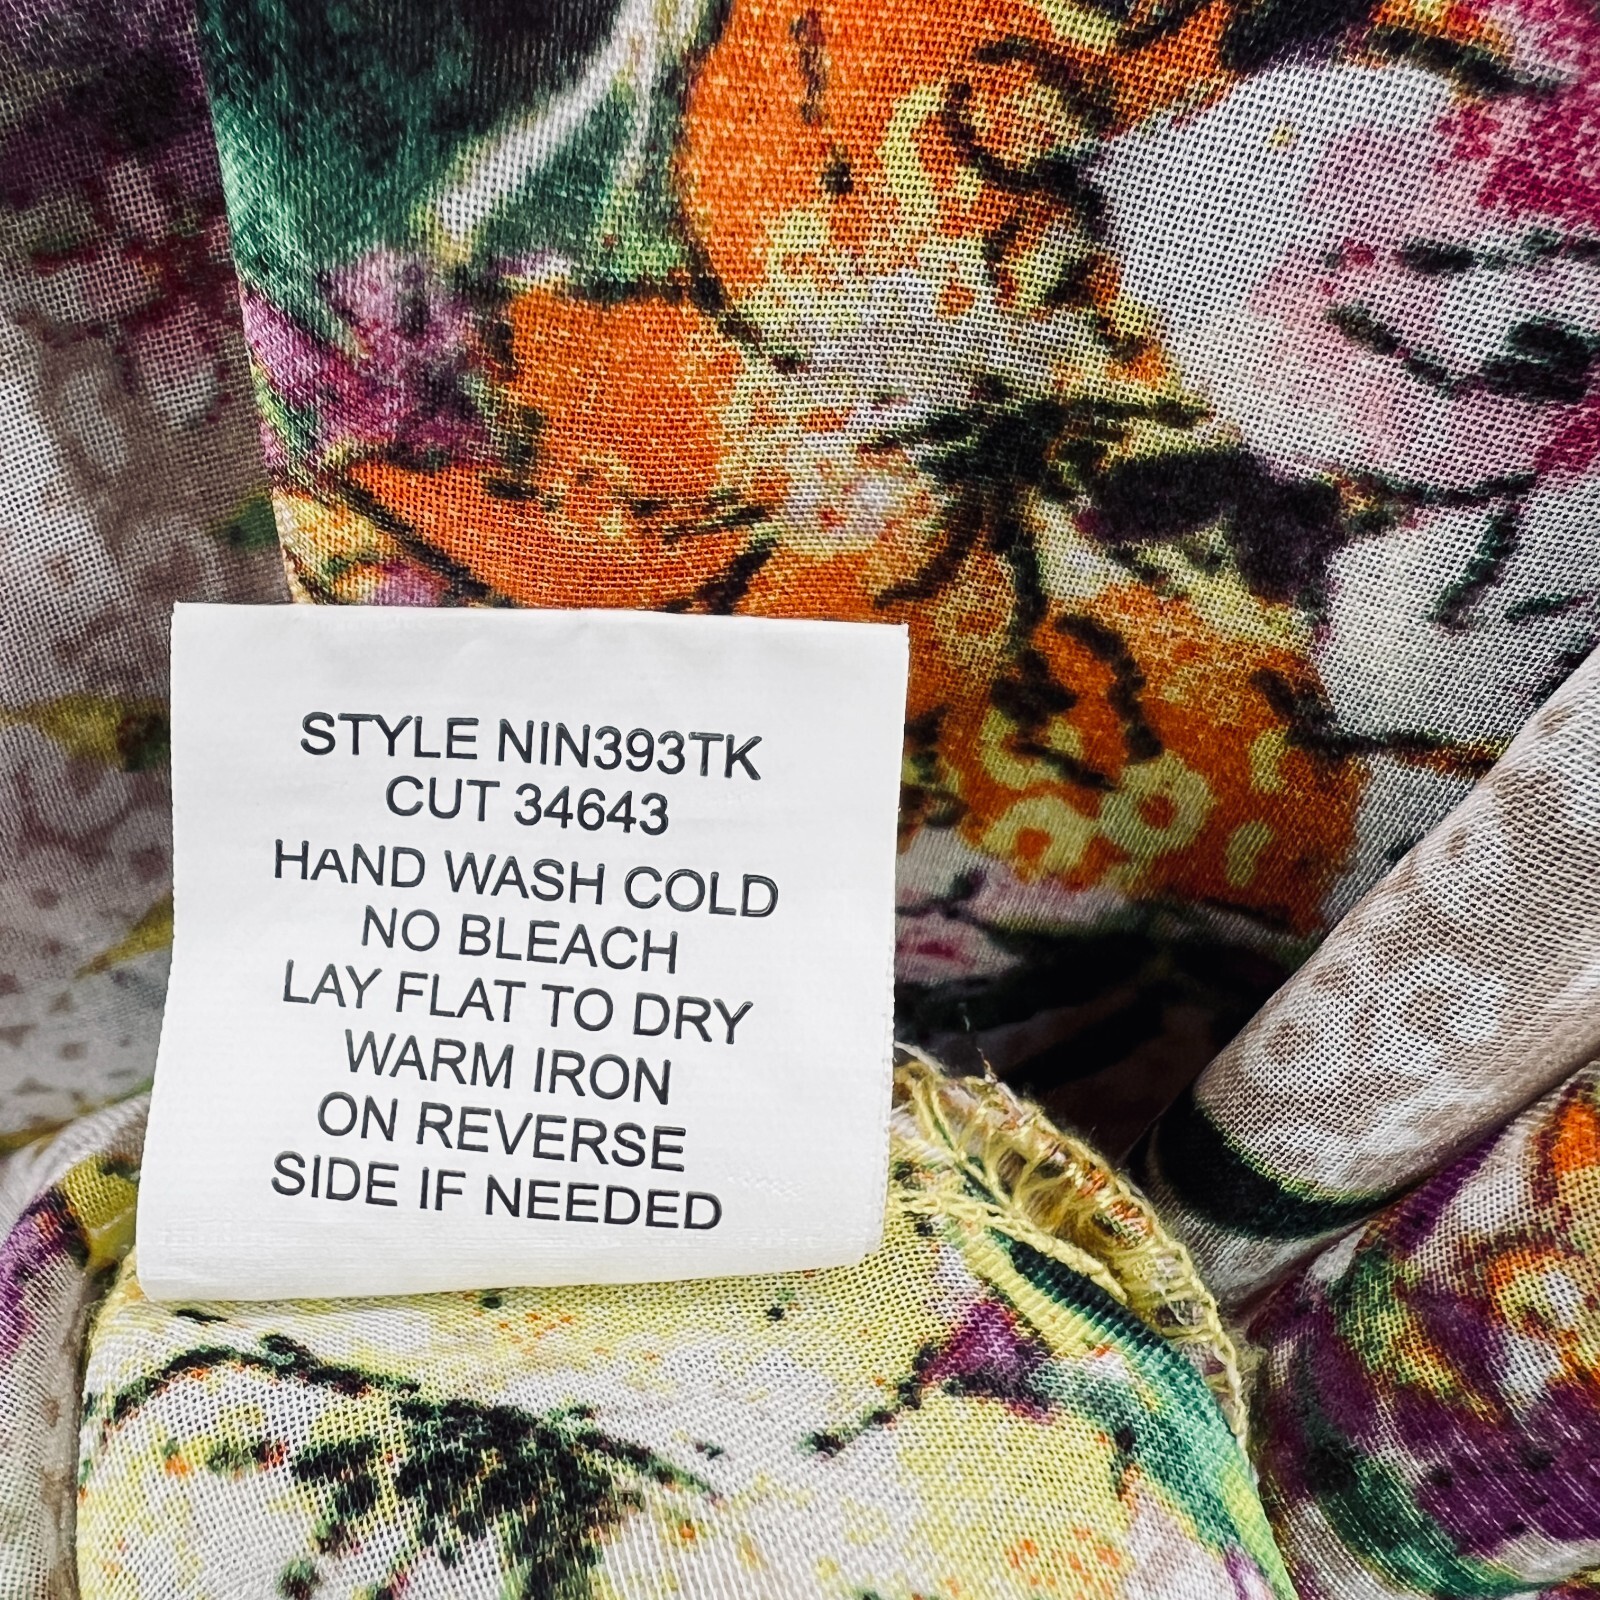 STYLE NIN393TK
CUT 34643
HAND WASH COLD
NO BLEACH
LAY FLAT TO DRY
WARM IRON
ON REVERSE
SIDE IF NEEDED